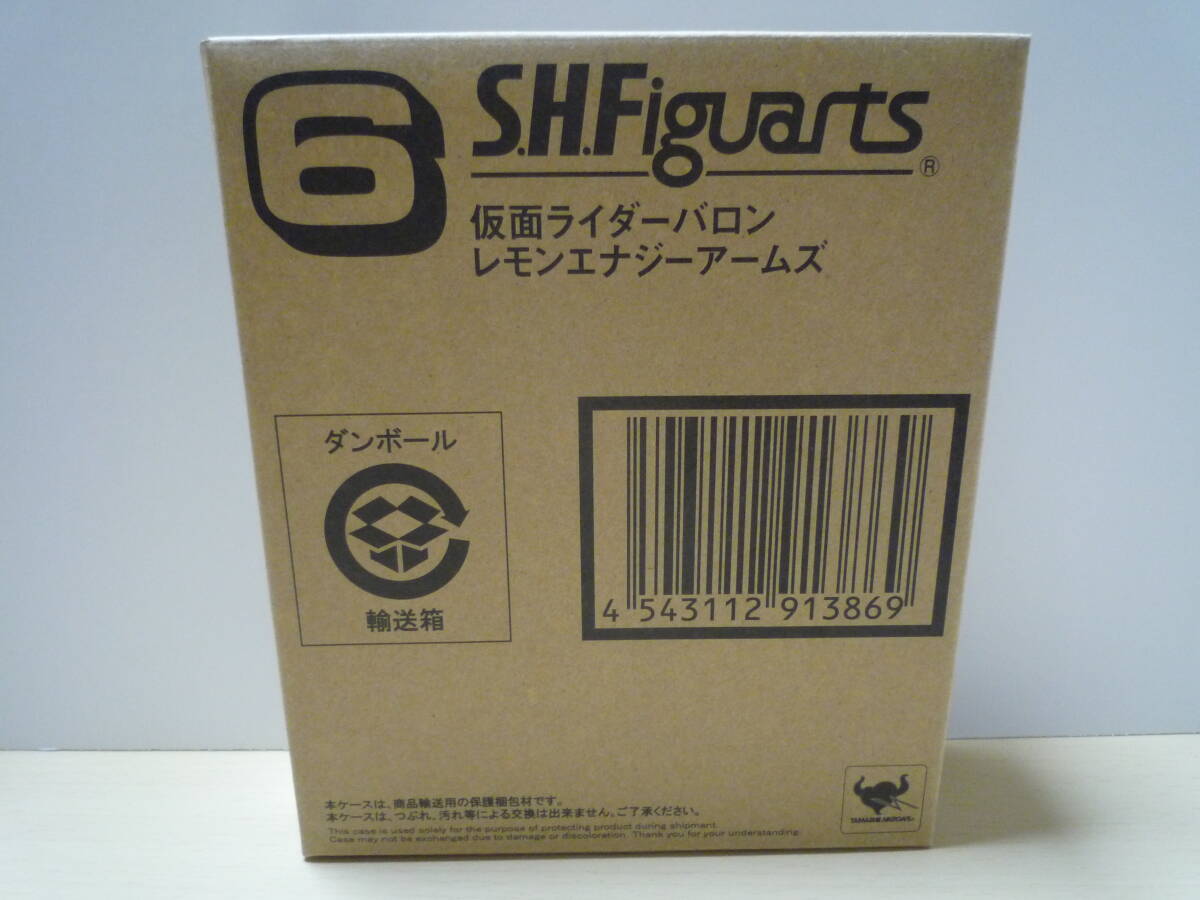 6
S.H.Figuarts®
仮面ライダーバロン
レモンエナジーアームズ
ダンボール
輸送箱
4 543112 913869
本ケースは、商品輸送用の保護梱包材です。
本ケースは、つぶれ、汚れ等による交換は出来ません。ご了承ください。
This case is used solely for the purpose of protecting product during shipmant.
Case may not be exchanged due to damage or discoloration. Thank you for your understanding.
TAMASHII NATIONS